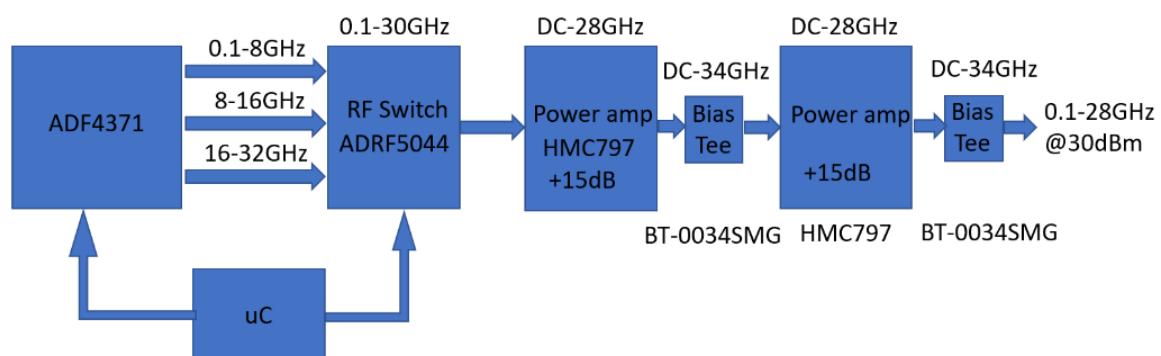 ADF4371
0.1-8GHz
8-16GHz
16-32GHz
0.1-30GHz
RF Switch
ADRF5044
DC-28GHz
Power amp
HMC797
+15dB
DC-34GHz
Bias
Tee
BT-0034SMG
DC-28GHz
Power amp
+15dB
HMC797
DC-34GHz
Bias
Tee
BT-0034SMG
0.1-28GHz
@30dBm
uC